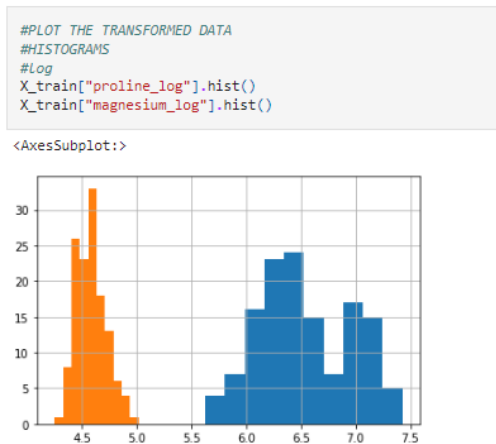 #PLOT THE TRANSFORMED DATA
#HISTOGRAMS
#log
X_train["proline_log"].hist()
X_train["magnesium_log"].hist()
<AxesSubplot:>
30
25
20
15
10
5
0
4.5 5.0 5.5 6.0 6.5 7.0 7.5